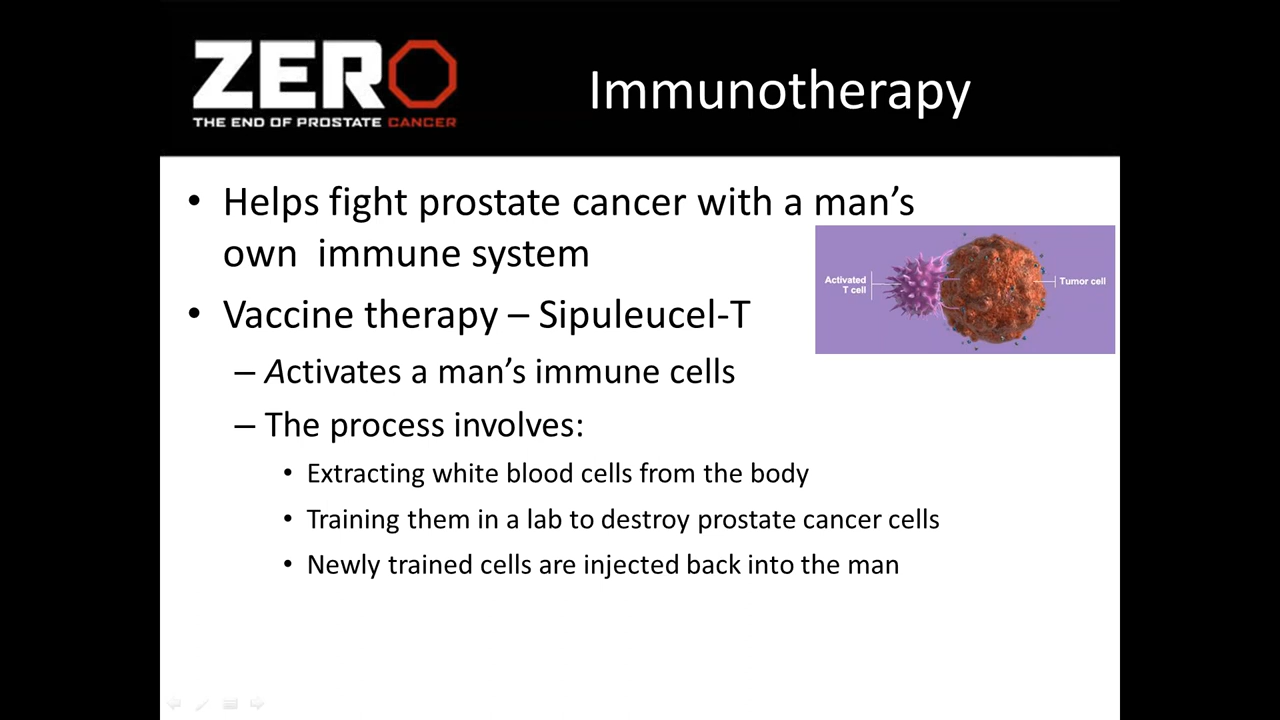 ZERO
THE END OF PROSTATE CANCER
Immunotherapy
• Helps fight prostate cancer with a man’s
own  immune system
• Vaccine therapy – Sipuleucel-T
– Activates a man’s immune cells
– The process involves:
• Extracting white blood cells from the body
• Training them in a lab to destroy prostate cancer cells
• Newly trained cells are injected back into the man
Activated
T cell
Tumor cell